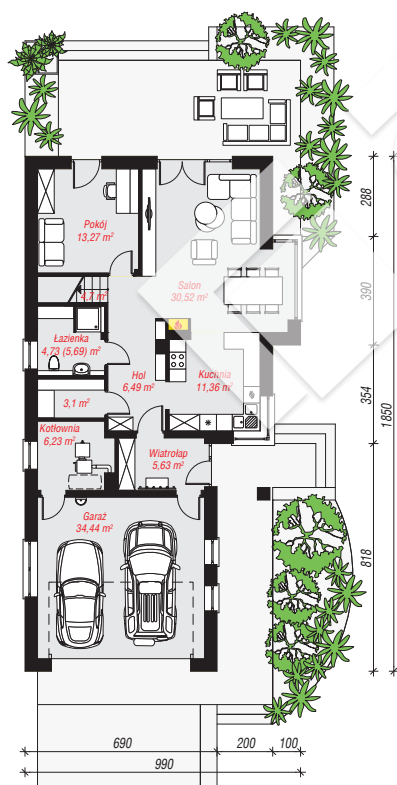 Pokój
13,27 m²
Salon
30,52 m²
4,7 m²
Łazienka
4,73 (5,69) m²
Hol
6,49 m²
Kuchnia
11,36 m²
3,1 m²
Kotłownia
6,23 m²
Wiatrołap
5,63 m²
Garaż
34,44 m²
288
390
354
1850
818
690
200
100
990